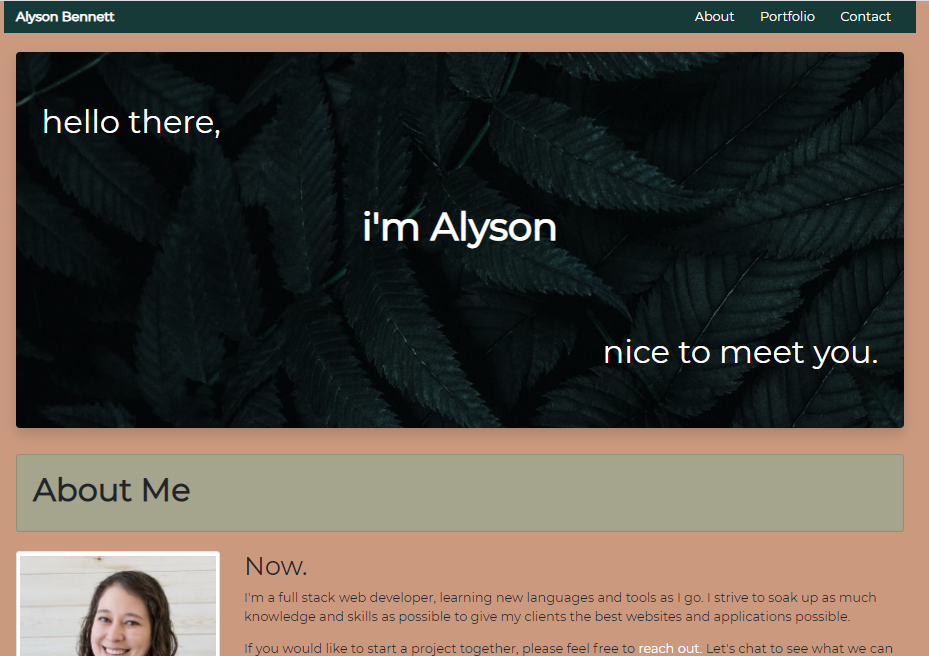 Alyson Bennett
About Portfolio Contact
hello there,
i'm Alyson
nice to meet you.
About Me
Now.
I'm a full stack web developer, learning new languages and tools as I go. I strive to soak up as much
knowledge and skills as possible to give my clients the best websites and applications possible.
If you would like to start a project together, please feel free to reach out. Let's chat to see what we can